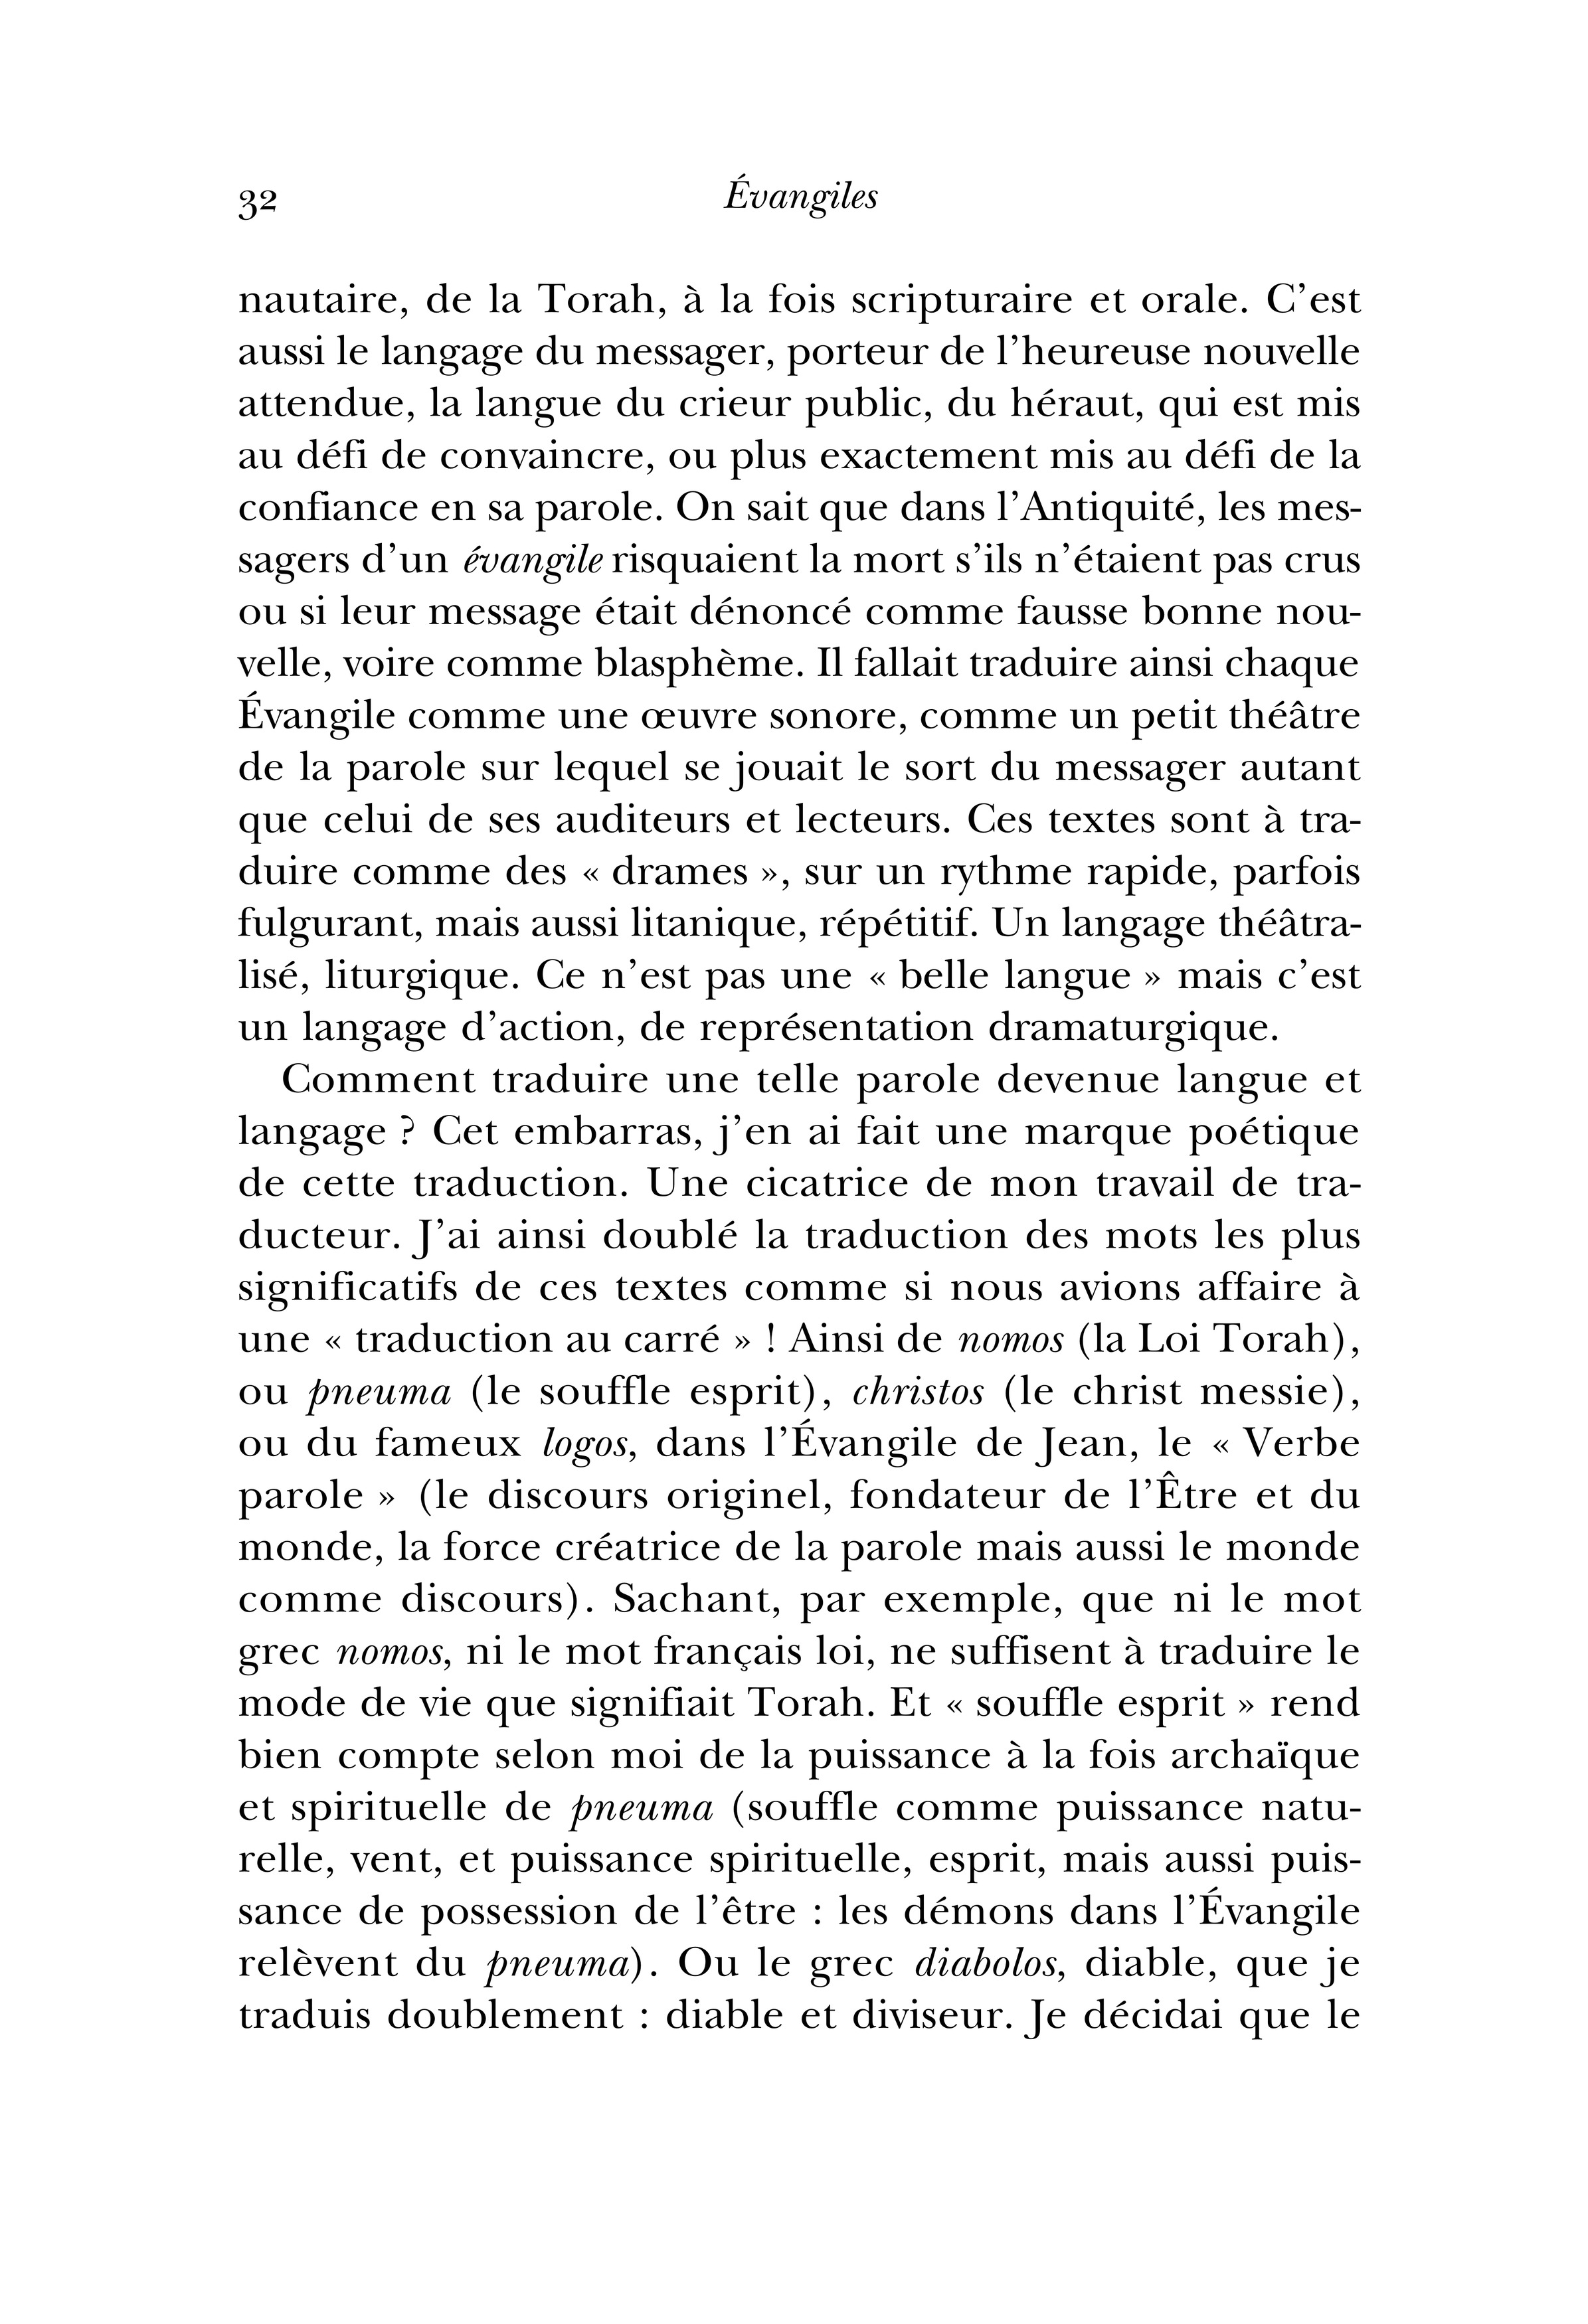 32
Évangiles
nautaire, de la Torah, à la fois scripturaire et orale. C’est
aussi le langage du messager, porteur de l’heureuse nouvelle
attendue, la langue du crieur public, du héraut, qui est mis
au défi de convaincre, ou plus exactement mis au défi de la
confiance en sa parole. On sait que dans l’Antiquité, les mes-
sagers d’un évangile risquaient la mort s’ils n’étaient pas crus
ou si leur message était dénoncé comme fausse bonne nou-
velle, voire comme blasphème. Il fallait traduire ainsi chaque
Évangile comme une œuvre sonore, comme un petit théâtre
de la parole sur lequel se jouait le sort du messager autant
que celui de ses auditeurs et lecteurs. Ces textes sont à tra-
duire comme des « drames », sur un rythme rapide, parfois
fulgurant, mais aussi litanique, répétitif. Un langage théâtra-
lisé, liturgique. Ce n’est pas une « belle langue » mais c’est
un langage d’action, de représentation dramaturgique.
Comment traduire une telle parole devenue langue et
langage ? Cet embarras, j’en ai fait une marque poétique
de cette traduction. Une cicatrice de mon travail de tra-
ducteur. J’ai ainsi doublé la traduction des mots les plus
significatifs de ces textes comme si nous avions affaire à
une « traduction au carré » ! Ainsi de nomos (la Loi Torah),
ou pneuma (le souffle esprit), christos (le christ messie),
ou du fameux logos, dans l’Évangile de Jean, le « Verbe
parole » (le discours originel, fondateur de l’Être et du
monde, la force créatrice de la parole mais aussi le monde
comme discours). Sachant, par exemple, que ni le mot
grec nomos, ni le mot français loi, ne suffisent à traduire le
mode de vie que signifiait Torah. Et « souffle esprit » rend
bien compte selon moi de la puissance à la fois archaïque
et spirituelle de pneuma (souffle comme puissance natu-
relle, vent, et puissance spirituelle, esprit, mais aussi puis-
sance de possession de l’être : les démons dans l’Évangile
relèvent du pneuma). Ou le grec diabolos, diable, que je
traduis doublement : diable et diviseur. Je décidai que le